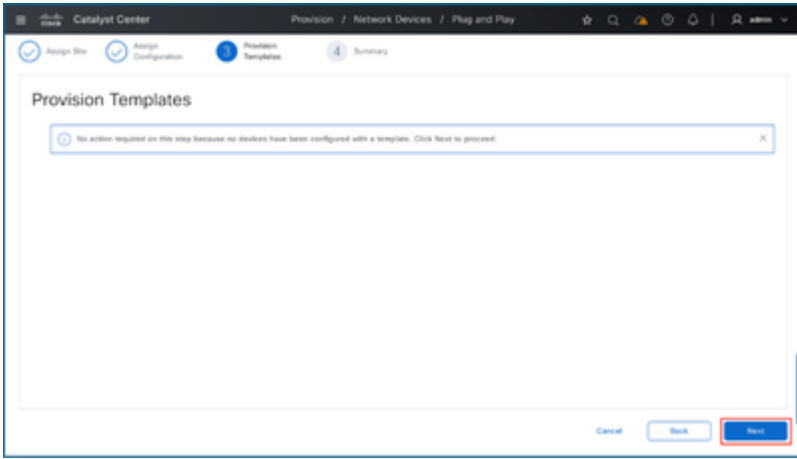 CISCO Catalyst Center Provision / Network Devices / Plug and Play admin
Assign Site
Assign Configuration
3 Provision Templates
4 Summary
Provision Templates
No action required on this step because no devices have been configured with a template. Click Next to proceed.
Cancel Back Next